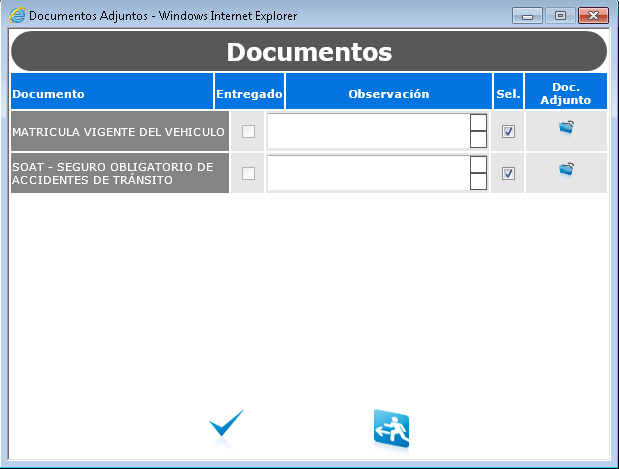 Documentos Adjuntos - Windows Internet Explorer
Documentos
Documento Entregado Observación Sel. Doc. Adjunto
MATRICULA VIGENTE DEL VEHICULO
SOAT - SEGURO OBLIGATORIO DE
ACCIDENTES DE TRÁNSITO